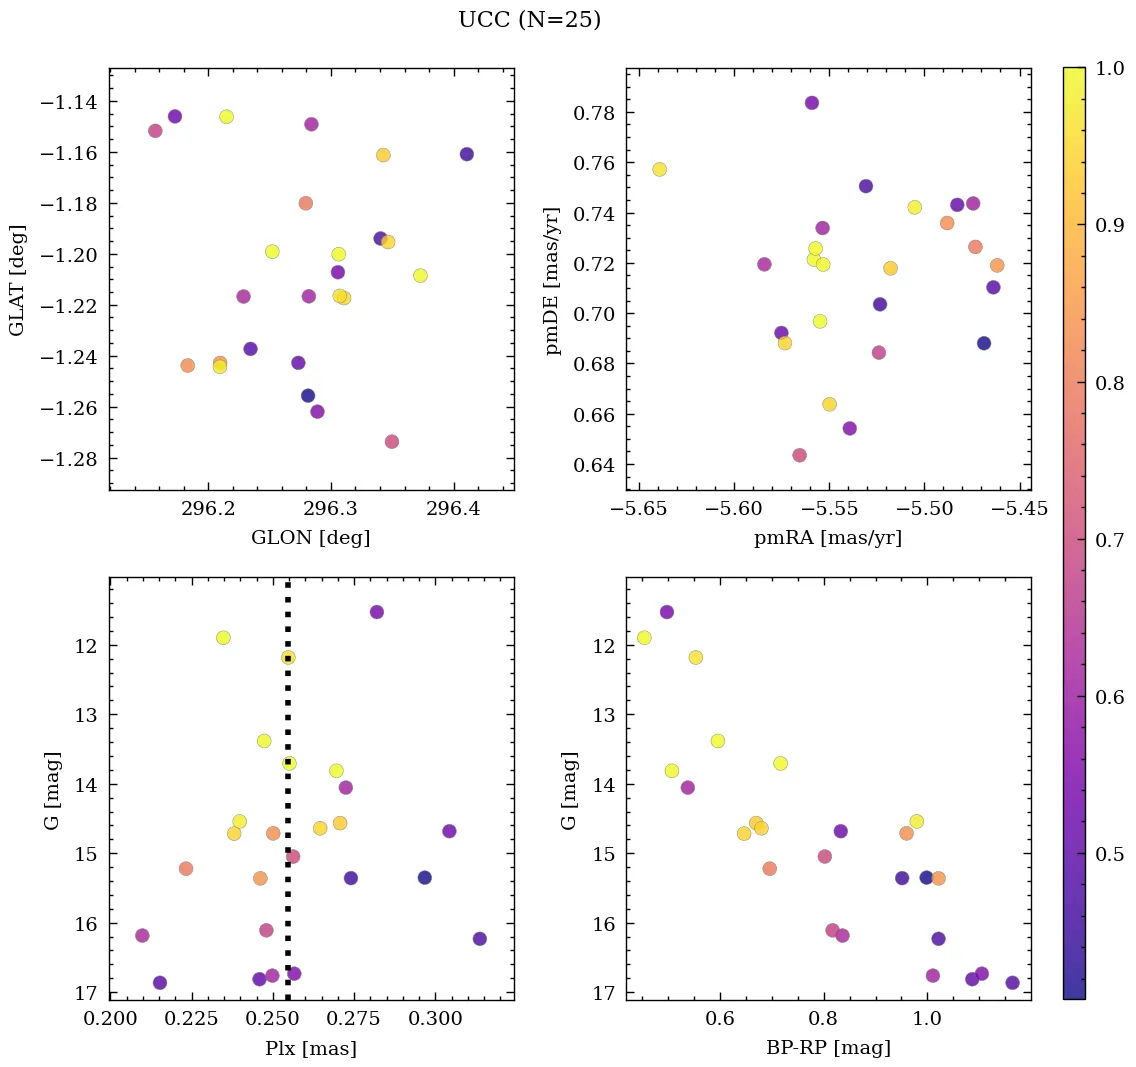 UCC (N=25)
−1.14
−1.16
−1.18
−1.20
−1.22
−1.24
−1.26
−1.28
GLAT [deg]
296.2 296.3 296.4
GLON [deg]
0.78
0.76
0.74
0.72
0.70
0.68
0.66
0.64
pmDE [mas/yr]
−5.65 −5.60 −5.55 −5.50 −5.45
pmRA [mas/yr]
12
13
14
15
16
17
G [mag]
0.200 0.225 0.250 0.275 0.300
Plx [mas]
12
13
14
15
16
17
G [mag]
0.6 0.8 1.0
BP-RP [mag]
1.0
0.9
0.8
0.7
0.6
0.5